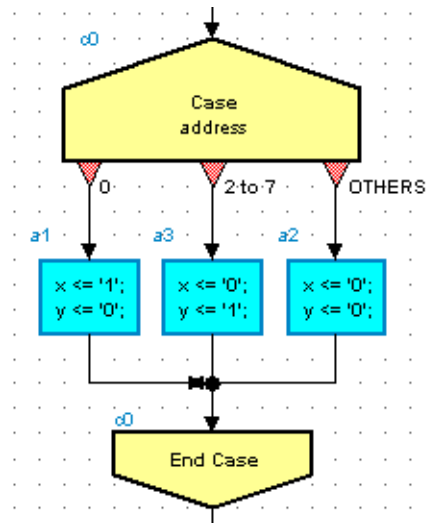 c0
Case
address
0
2 to 7
OTHERS
a1
a3
a2
x <= '1';
y <= '0';
x <= '0';
y <= '1';
x <= '0';
y <= '0';
c0
End Case